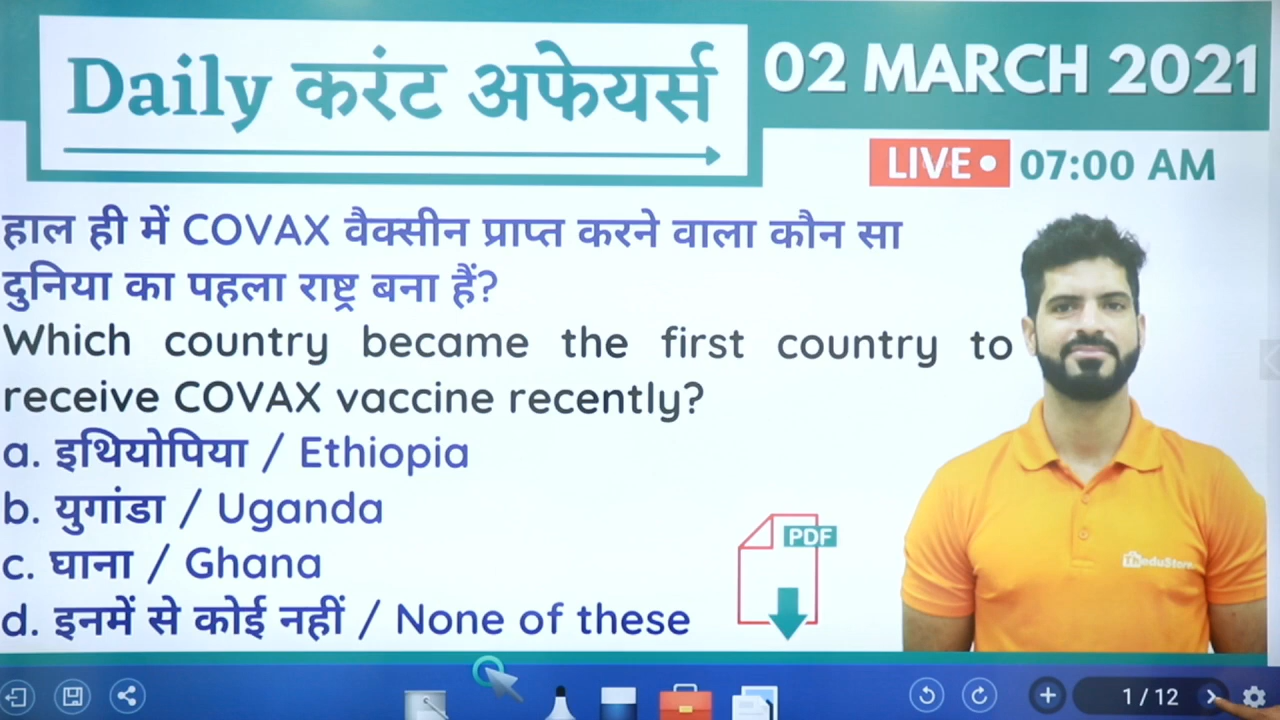 Daily करंट अफेयर्स
02 MARCH 2021
LIVE
07:00 AM
हाल ही में COVAX वैक्सीन प्राप्त करने वाला कौन सा
दुनिया का पहला राष्ट्र बना हैं?
Which country became the first country to
receive COVAX vaccine recently?
a. इथियोपिया / Ethiopia
b. युगांडा / Uganda
c. घाना / Ghana
d. इनमें से कोई नहीं / None of these
PDF
TheduStore
1 / 12